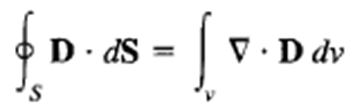 ∮_S D · dS = ∫_v ∇ · D dv